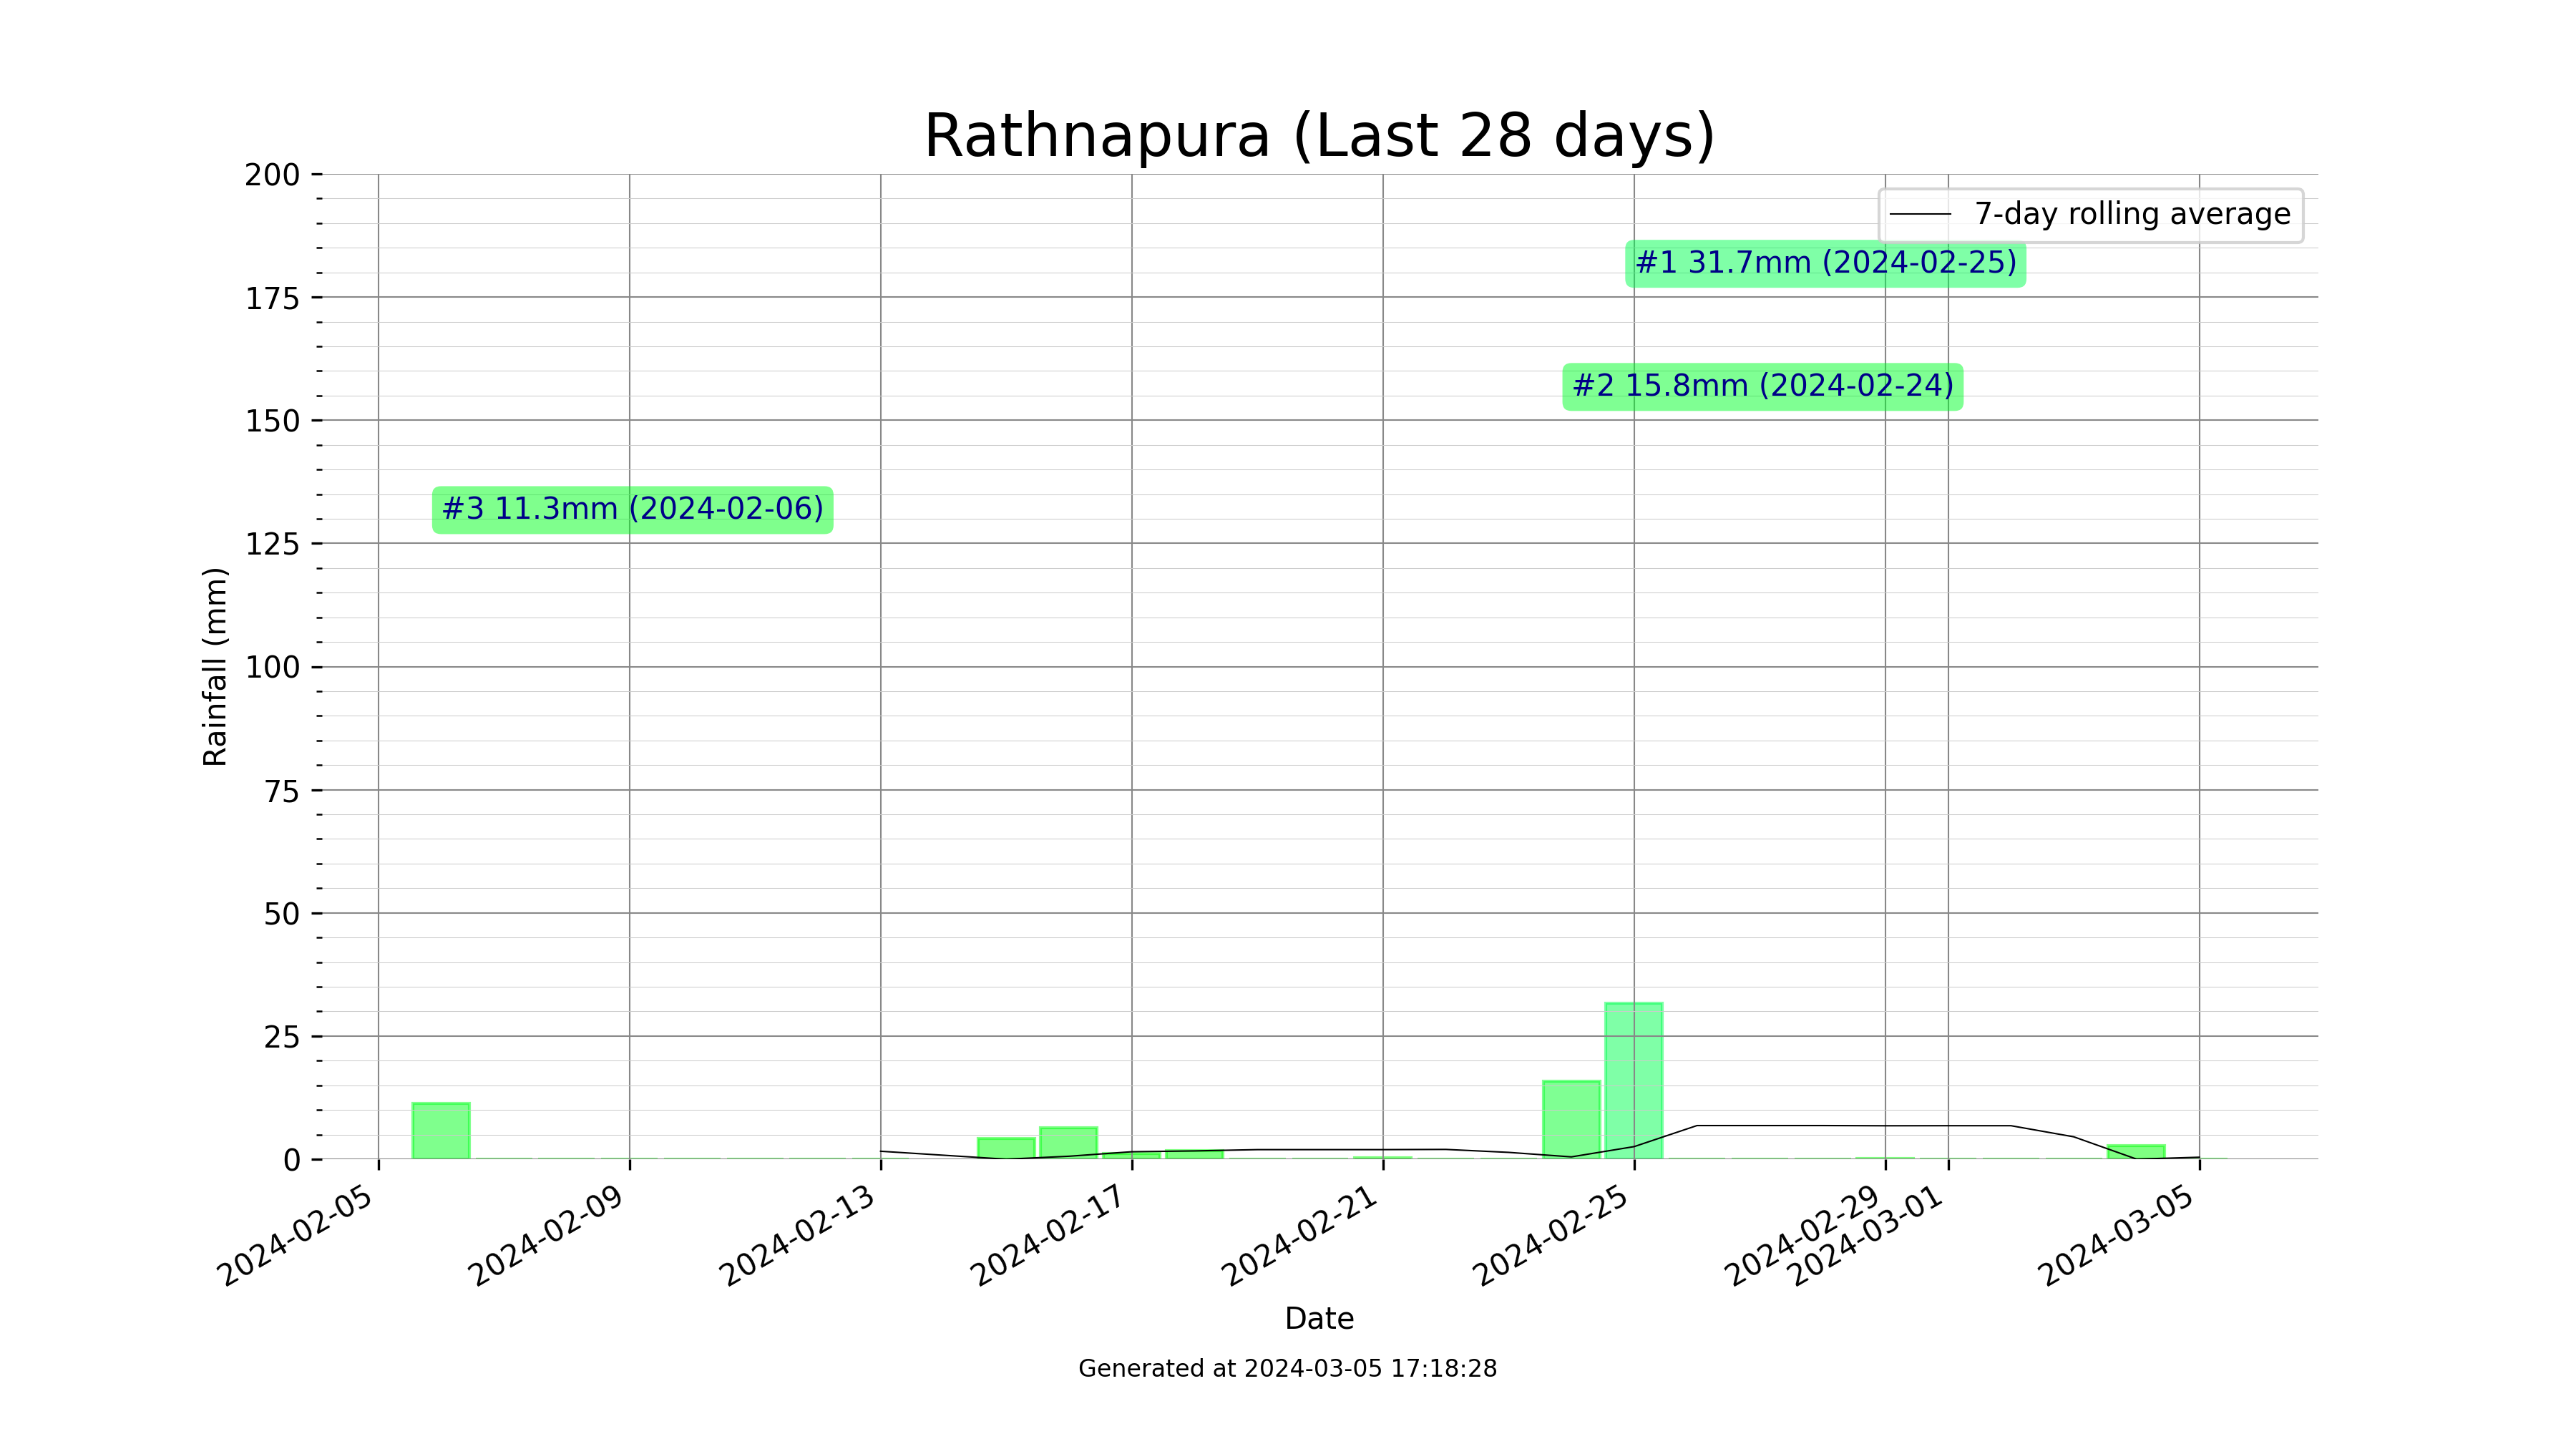 Rathnapura (Last 28 days)
7-day rolling average
#1 31.7mm (2024-02-25)
#2 15.8mm (2024-02-24)
#3 11.3mm (2024-02-06)
Rainfall (mm)
200
175
150
125
100
75
50
25
0
2024-02-05
2024-02-09
2024-02-13
2024-02-17
2024-02-21
2024-02-25
2024-02-29
2024-03-01
2024-03-05
Date
Generated at 2024-03-05 17:18:28